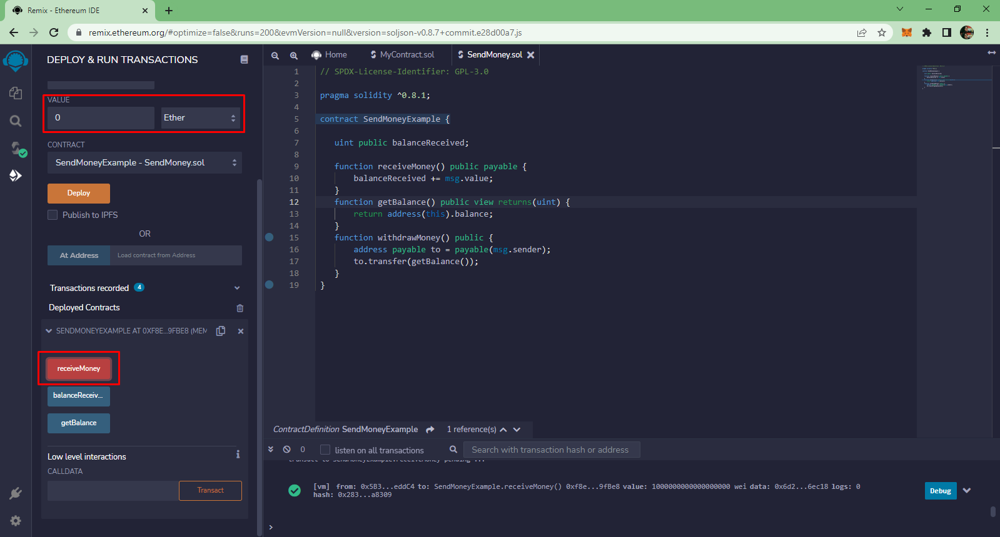 Remix - Ethereum IDE
remix.ethereum.org/#optimize=false&runs=200&evmVersion=null&version=soljson-v0.8.7+commit.e28d00a7.js
DEPLOY & RUN TRANSACTIONS
VALUE
0 Ether
CONTRACT
SendMoneyExample - SendMoney.sol
Deploy
Publish to IPFS
OR
At Address Load contract from Address
Transactions recorded 4
Deployed Contracts
SENDMONEYEXAMPLE AT 0XF8E...9FBE8 (MEM
receiveMoney
balanceReceiv...
getBalance
Low level interactions
CALLDATA
Transact
Home MyContract.sol SendMoney.sol
1 // SPDX-License-Identifier: GPL-3.0
2
3 pragma solidity ^0.8.1;
4
5 contract SendMoneyExample {
6
7 uint public balanceReceived;
8
9 function receiveMoney() public payable {
10 balanceReceived += msg.value;
11 }
12 function getBalance() public view returns(uint) {
13 return address(this).balance;
14 }
15 function withdrawMoney() public {
16 address payable to = payable(msg.sender);
17 to.transfer(getBalance());
18 }
19 }
ContractDefinition SendMoneyExample 1 reference(s)
0 listen on all transactions Search with transaction hash or address
transact to SendMoneyExample.receiveMoney pending ...
[vm] from: 0x5B3...eddC4 to: SendMoneyExample.receiveMoney() 0xf8e...9fBe8 value: 1000000000000000000 wei data: 0x6d2...6ec18 logs: 0
hash: 0x283...a8309
Debug
>